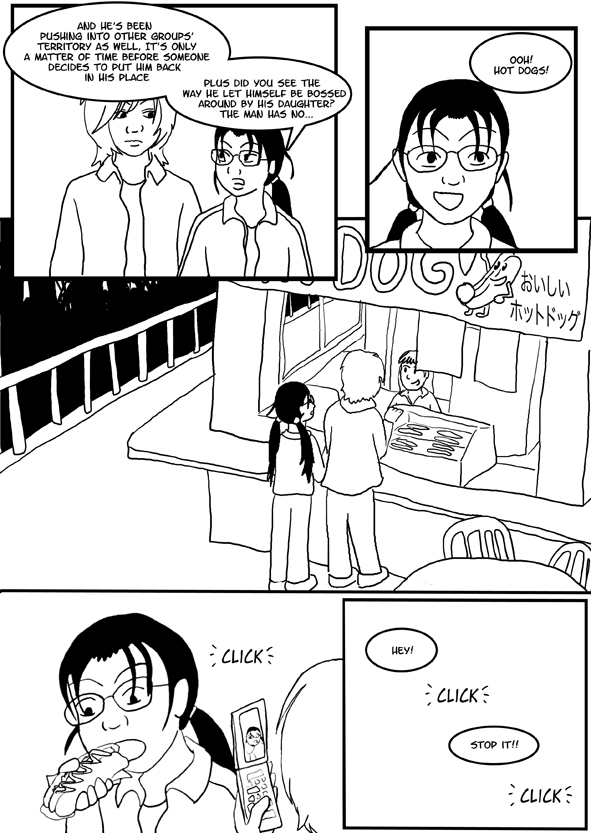 AND HE'S BEEN
PUSHING INTO OTHER GROUPS'
TERRITORY AS WELL, IT'S ONLY
A MATTER OF TIME BEFORE SOMEONE
DECIDES TO PUT HIM BACK
IN HIS PLACE
PLUS DID YOU SEE THE
WAY HE LET HIMSELF BE BOSSED
AROUND BY HIS DAUGHTER?
THE MAN HAS NO...
OOH!
HOT DOGS!
DOG
おいしい
ホットドッグ
CLICK
HEY!
CLICK
STOP IT!!
CLICK